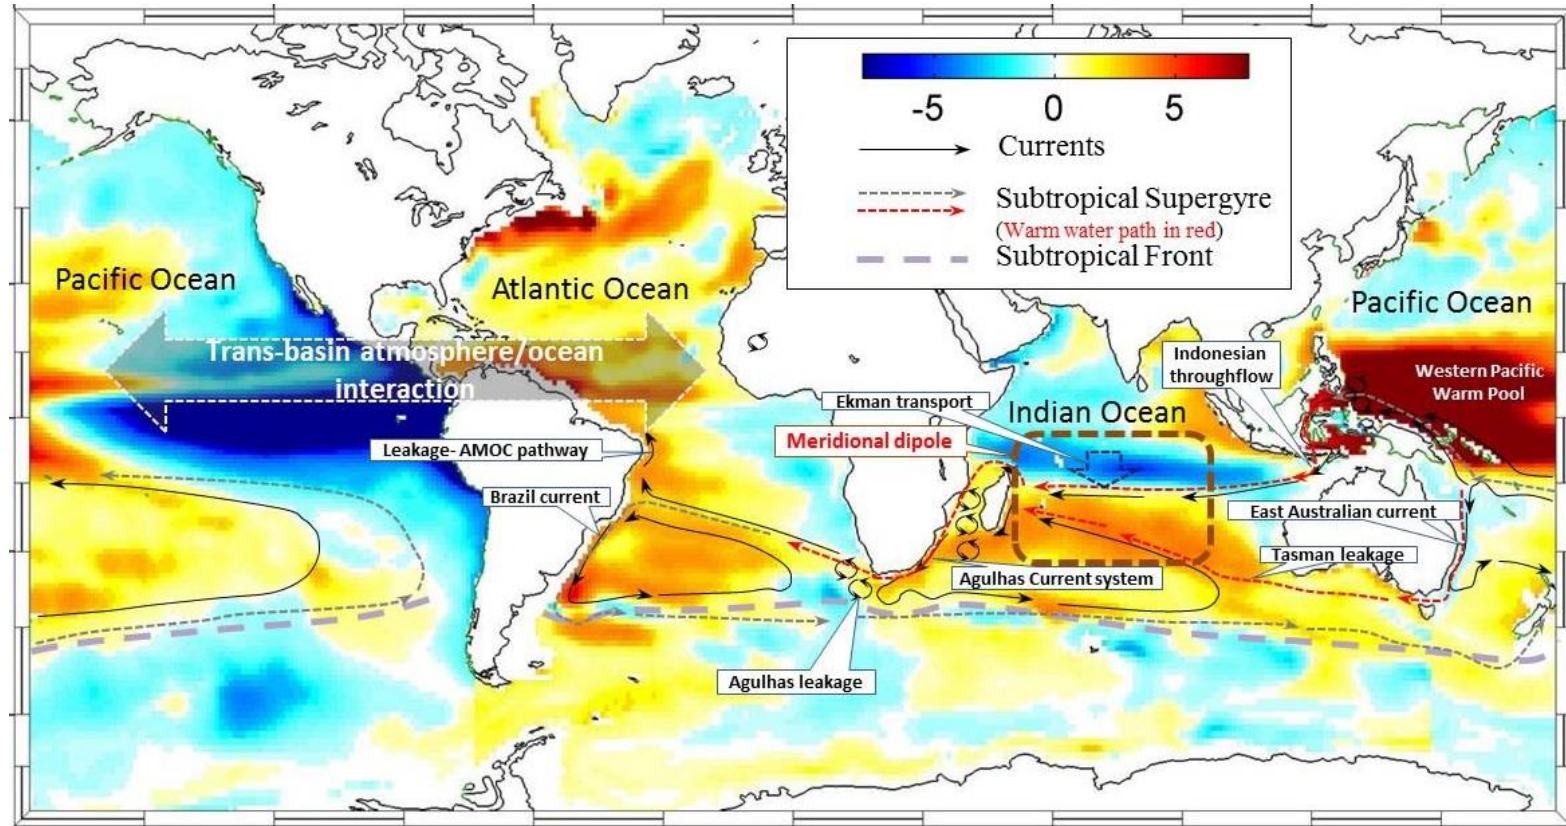 -5 0 5
Currents
Subtropical Supergyre
(Warm water path in red)
Subtropical Front
Pacific Ocean
Atlantic Ocean
Pacific Ocean
Trans-basin atmosphere/ocean
interaction
Indonesian
throughflow
Western Pacific
Warm Pool
Ekman transport
Indian Ocean
Meridional dipole
Leakage- AMOC pathway
Brazil current
East Australian current
Tasman leakage
Agulhas Current system
Agulhas leakage